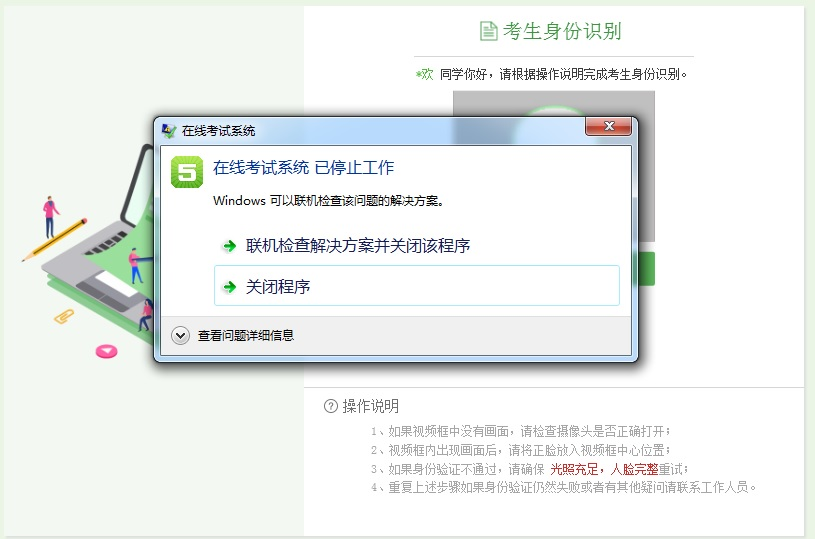 考生身份识别
*欢 同学你好，请根据操作说明完成考生身份识别。
在线考试系统
5
在线考试系统 已停止工作
Windows 可以联机检查该问题的解决方案。
联机检查解决方案并关闭该程序
关闭程序
查看问题详细信息
? 操作说明
1、如果视频框中没有画面，请检查摄像头是否正确打开；
2、视频框内出现画面后，请将正脸放入视频框中心位置；
3、如果身份验证不通过，请确保 光照充足，人脸完整重试；
4、重复上述步骤如果身份验证仍然失败或者有其他疑问请联系工作人员。